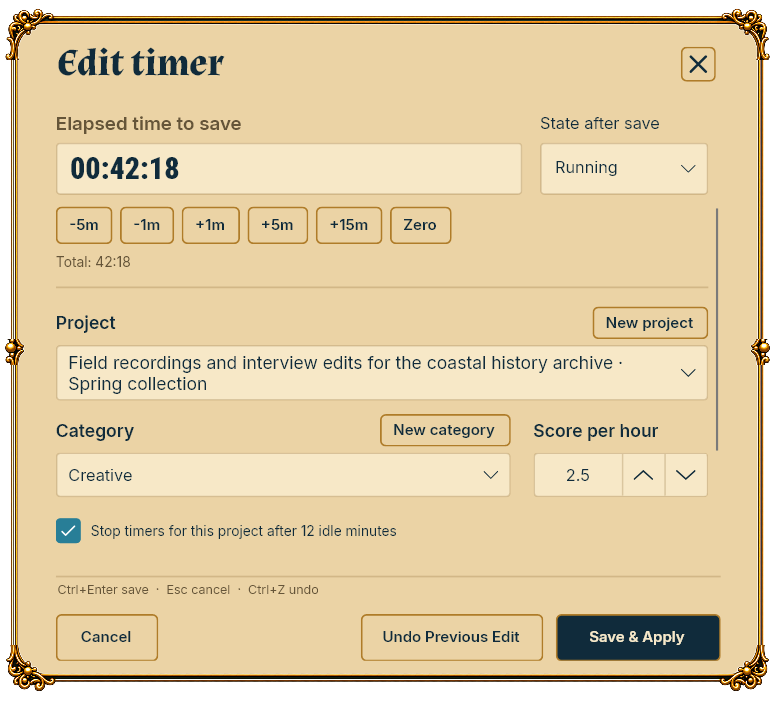 Edit timer
Elapsed time to save
State after save
00:42:18
Running
-5m
-1m
+1m
+5m
+15m
Zero
Total: 42:18
Project
New project
Field recordings and interview edits for the coastal history archive ·
Spring collection
Category
New category
Score per hour
Creative
2.5
Stop timers for this project after 12 idle minutes
Ctrl+Enter save · Esc cancel · Ctrl+Z undo
Cancel
Undo Previous Edit
Save & Apply